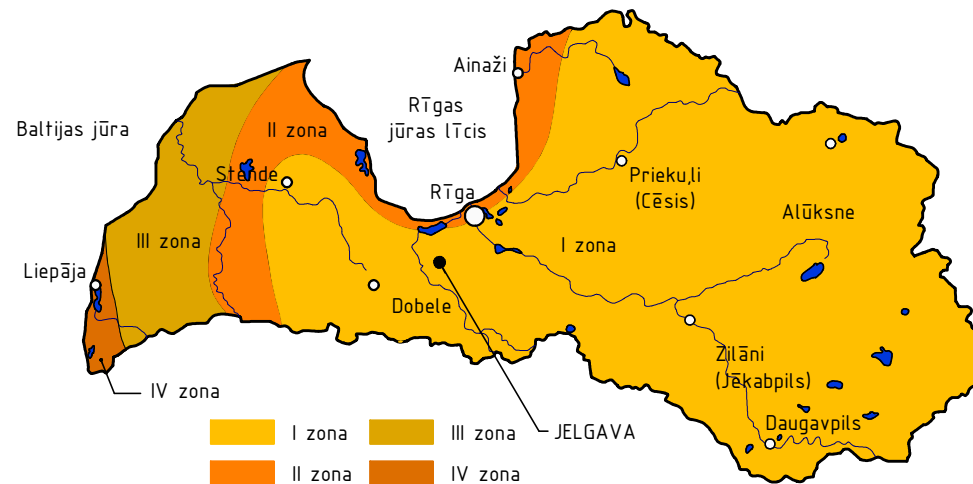 Ainaži
Rīgas
jūras līcis
Baltijas jūra
II zona
Stende
Rīga
Priekuļi
(Cēsis)
Alūksne
III zona
I zona
Liepāja
Dobele
Zilāni
(Jēkabpils)
IV zona
Daugavpils
JELGAVA
I zona
III zona
II zona
IV zona